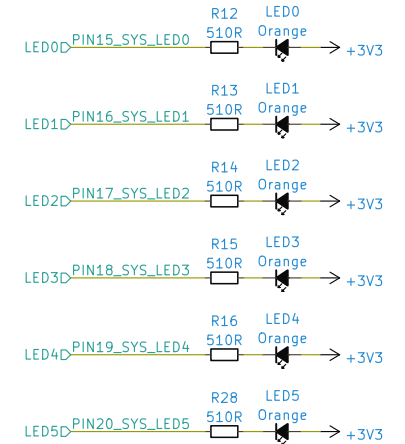 R12 LED0
510R Orange
LED0 PIN15_SYS_LED0 +3V3
R13 LED1
510R Orange
LED1 PIN16_SYS_LED1 +3V3
R14 LED2
510R Orange
LED2 PIN17_SYS_LED2 +3V3
R15 LED3
510R Orange
LED3 PIN18_SYS_LED3 +3V3
R16 LED4
510R Orange
LED4 PIN19_SYS_LED4 +3V3
R28 LED5
510R Orange
LED5 PIN20_SYS_LED5 +3V3